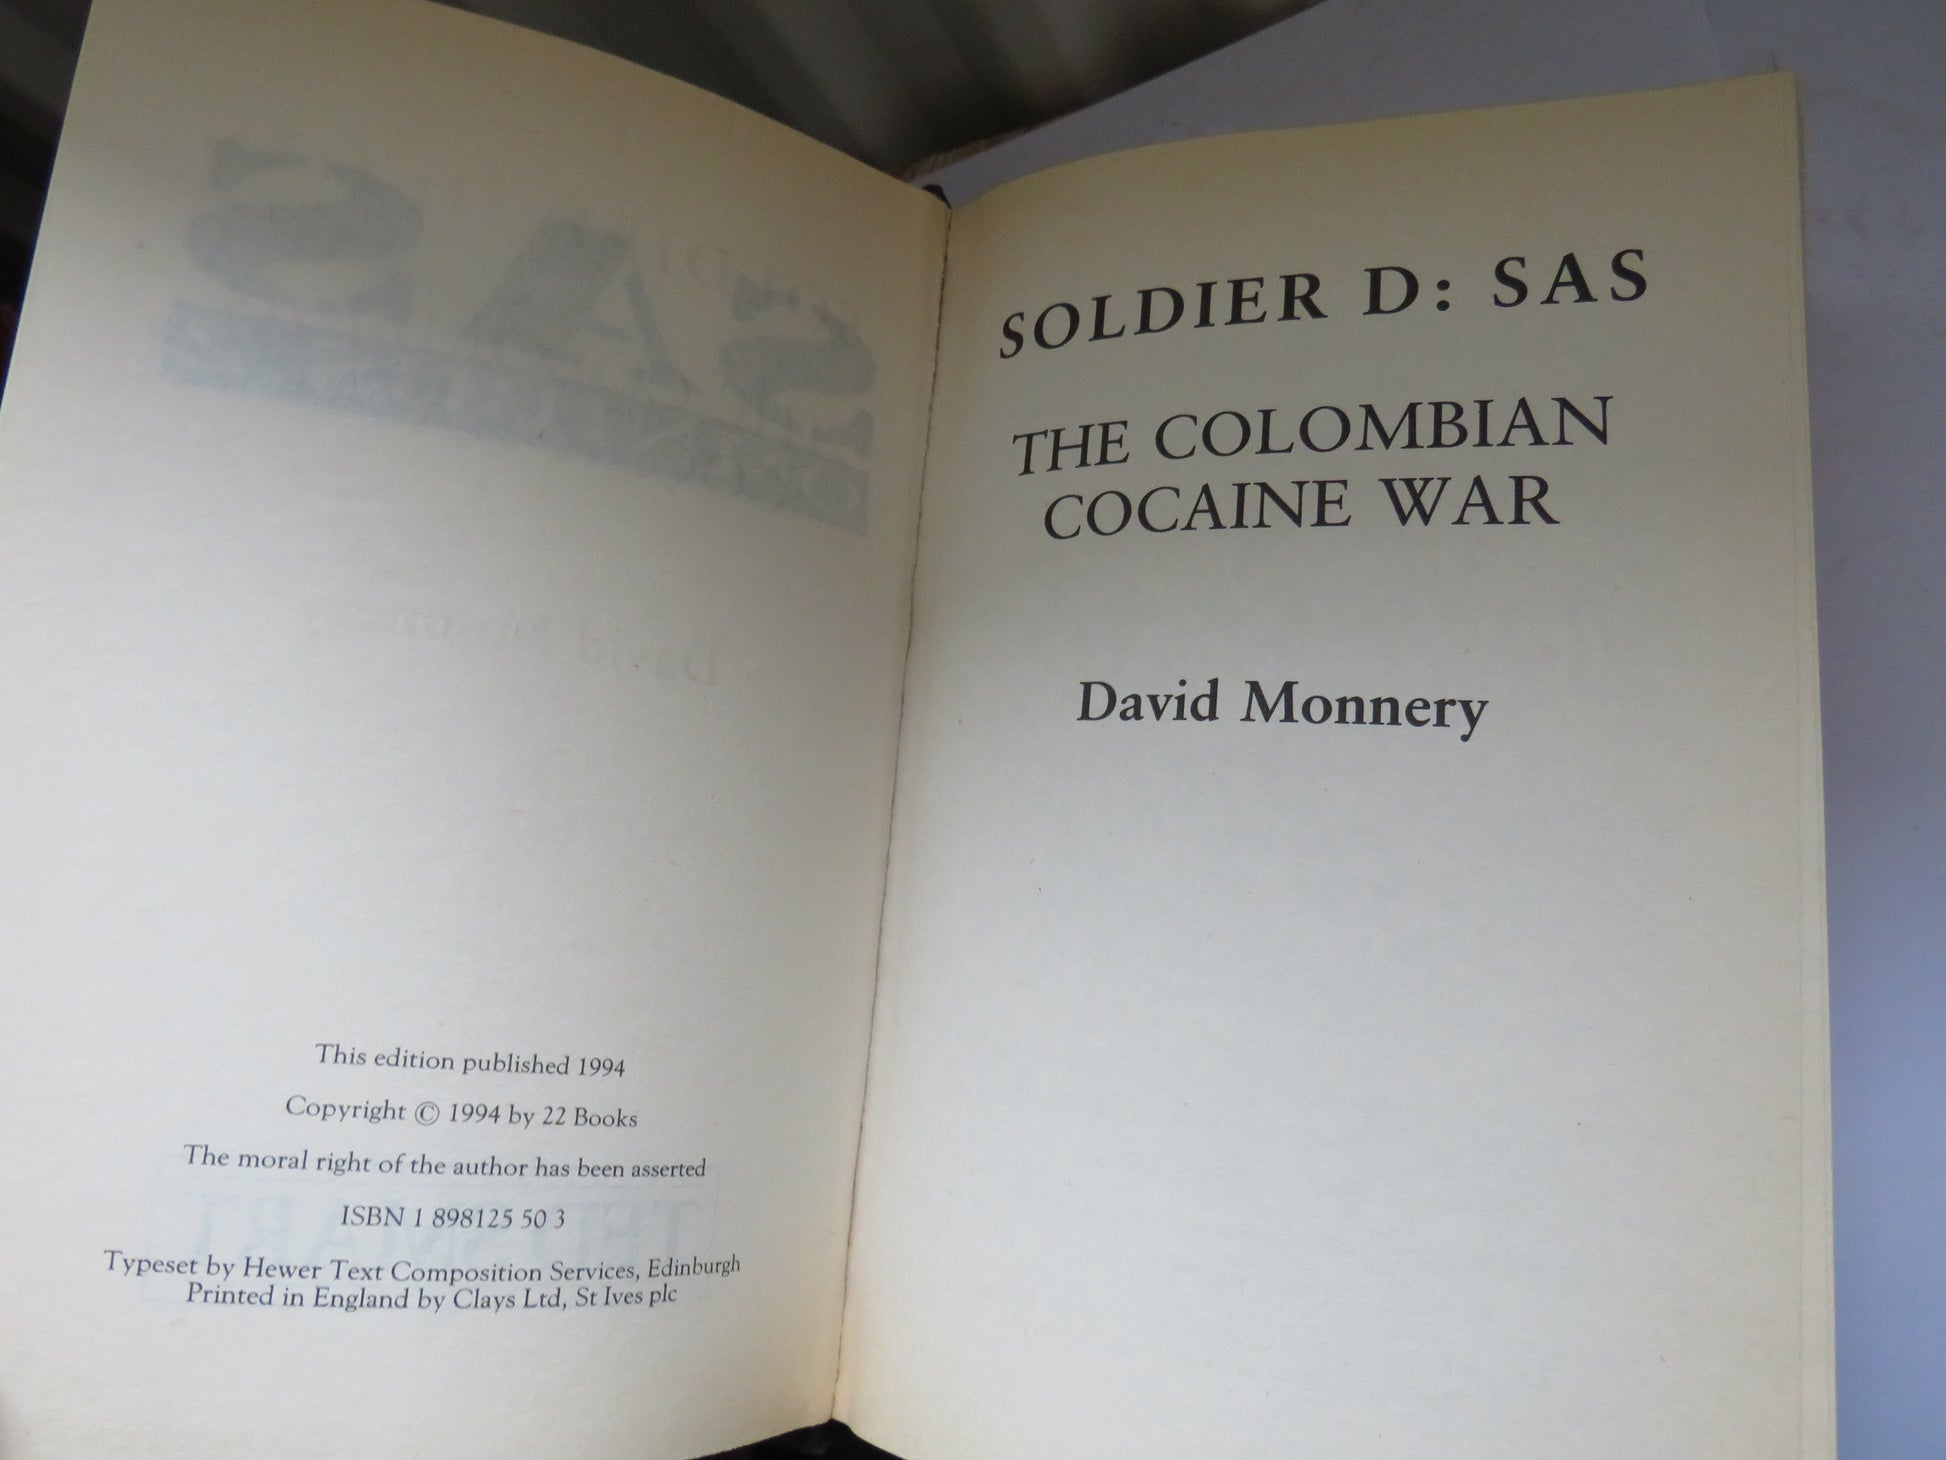 This edition published 1994
Copyright © 1994 by 22 Books
The moral right of the author has been asserted
ISBN 1 898125 50 3
Typeset by Hewer Text Composition Services, Edinburgh
Printed in England by Clays Ltd, St Ives plc
SOLDIER D: SAS
THE COLOMBIAN
COCAINE WAR
David Monnery